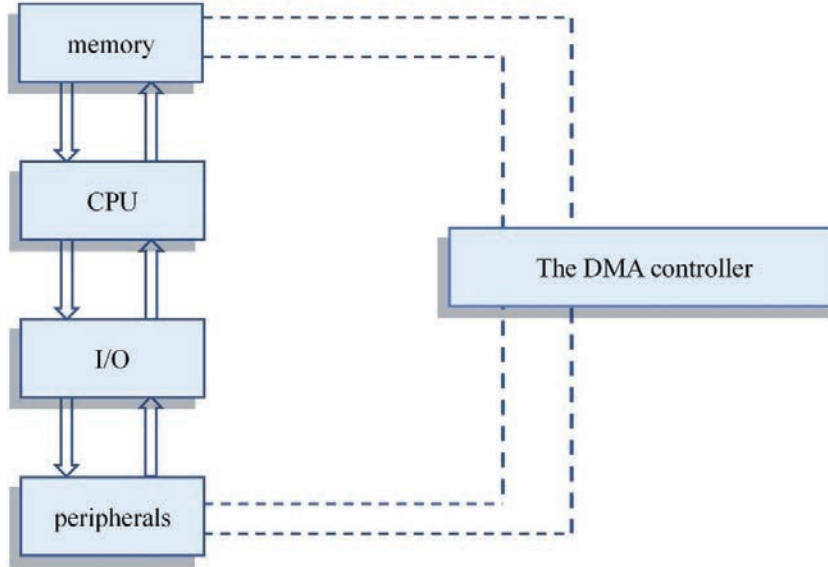 memory
CPU
The DMA controller
I/O
peripherals